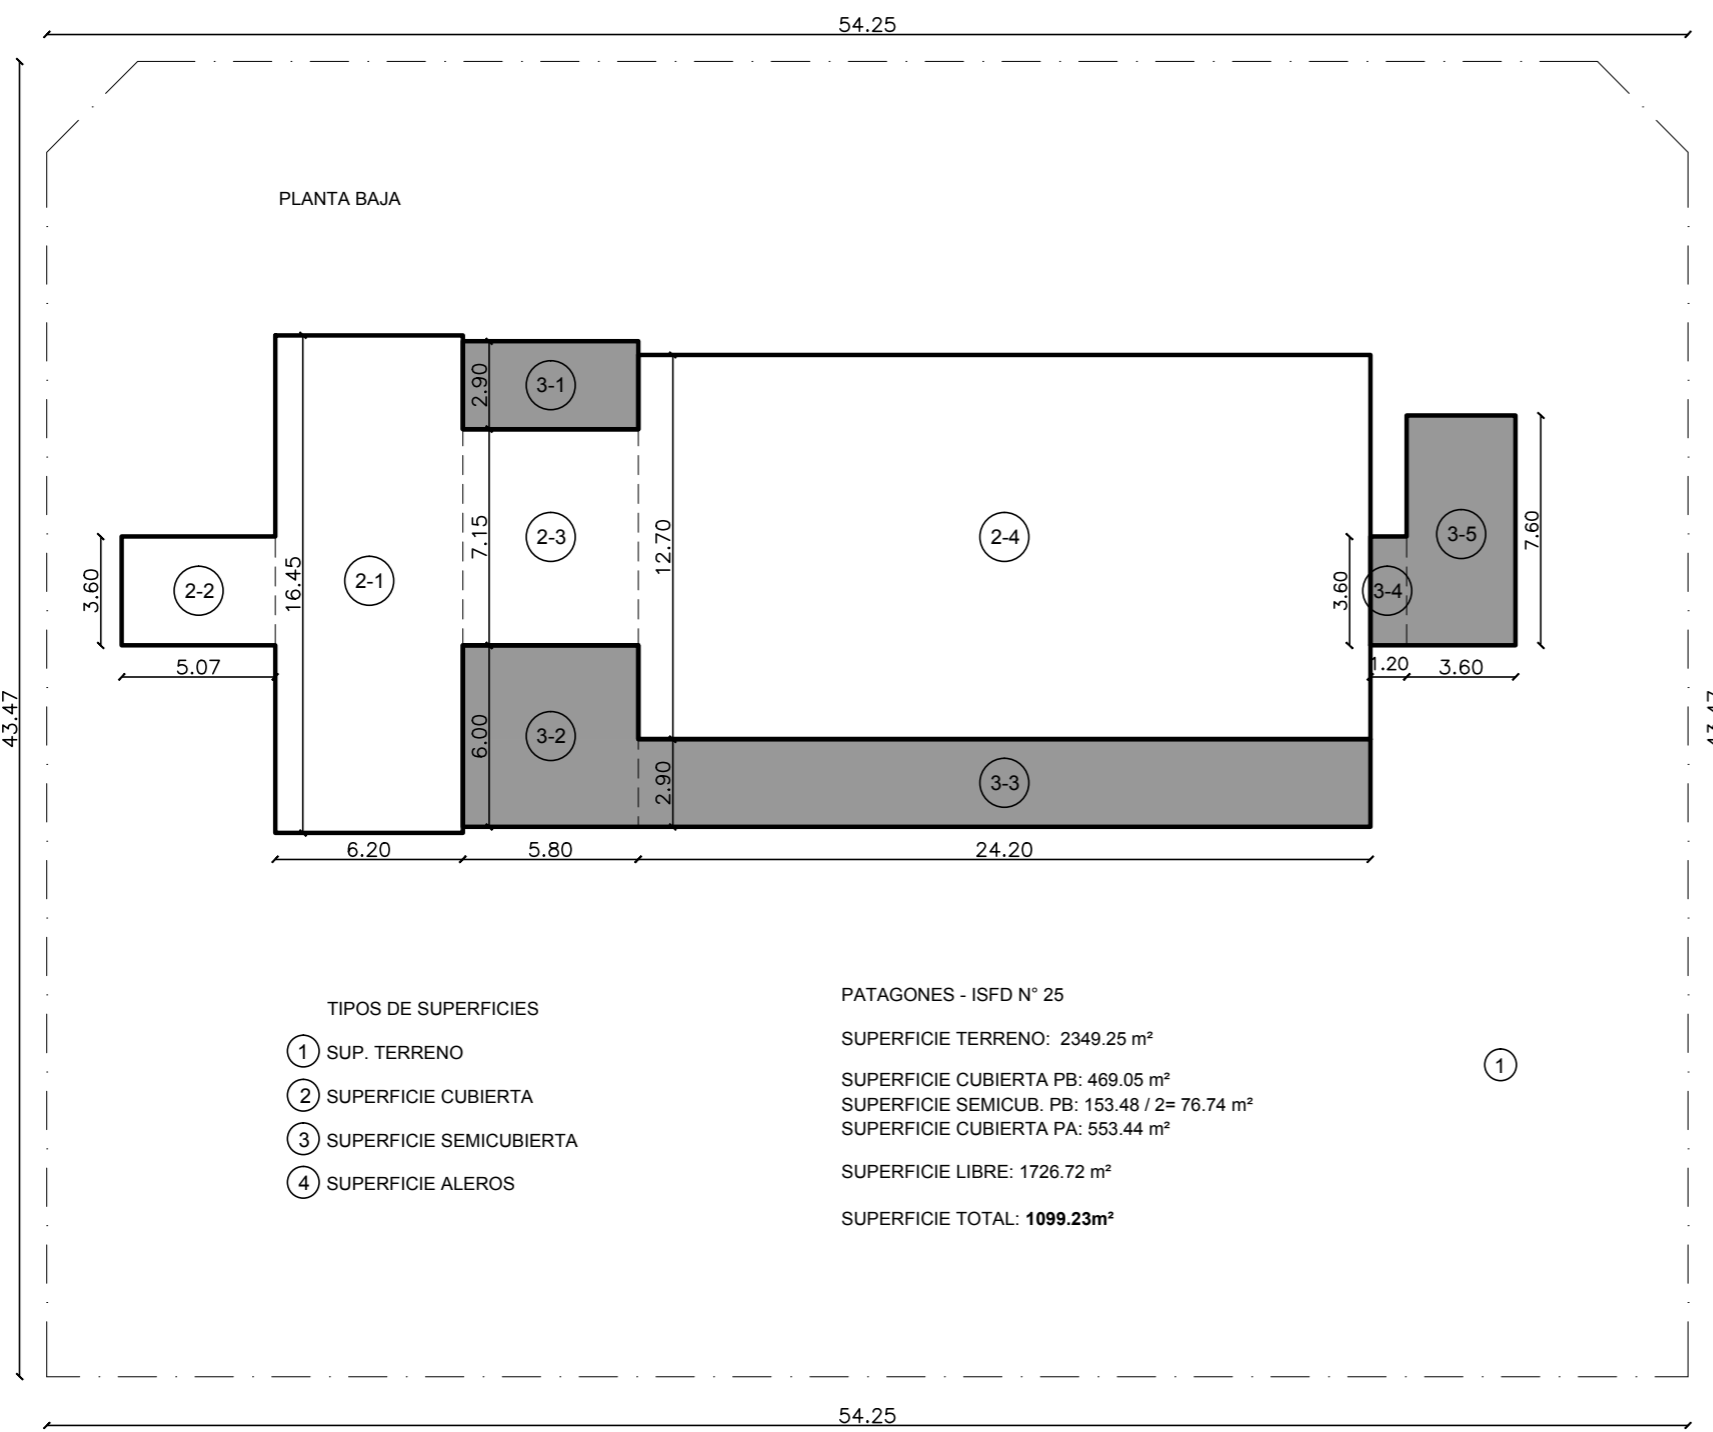 54.25
PLANTA BAJA
2.90
3-1
3-5
7.60
7.15
2-3
12.70
2-4
3.60
2-2
16.45
2-1
3.60
3-4
5.07
1.20
3.60
43.47
43.47
6.00
3-2
2.90
3-3
6.20
5.80
24.20
TIPOS DE SUPERFICIES
1 SUP. TERRENO
2 SUPERFICIE CUBIERTA
3 SUPERFICIE SEMICUBIERTA
4 SUPERFICIE ALEROS
PATAGONES - ISFD N° 25
SUPERFICIE TERRENO: 2349.25 m²
SUPERFICIE CUBIERTA PB: 469.05 m²
SUPERFICIE SEMICUB. PB: 153.48 / 2= 76.74 m²
SUPERFICIE CUBIERTA PA: 553.44 m²
SUPERFICIE LIBRE: 1726.72 m²
SUPERFICIE TOTAL: 1099.23m²
1
54.25